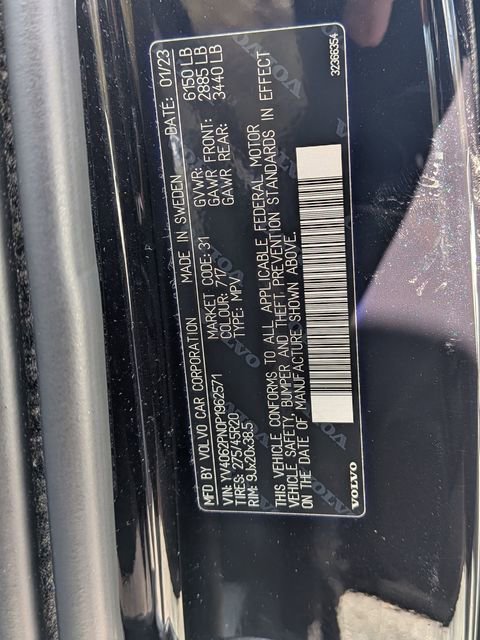 MFD BY VOLVO CAR CORPORATION MADE IN SWEDEN DATE: 01/23
VIN: YV4062PN0P1962571 MARKET CODE: 31 GVWR: 6150 LB
TIRES: 275/45R20 COLOUR: 717 GAWR FRONT: 2885 LB
RIM: 9Jx20x38.5 TYPE: MPV GAWR REAR: 3440 LB
THIS VEHICLE CONFORMS TO ALL APPLICABLE FEDERAL MOTOR
VEHICLE SAFETY, BUMPER AND THEFT PREVENTION STANDARDS IN EFFECT
ON THE DATE OF MANUFACTURE SHOWN ABOVE.
VOLVO 32366354